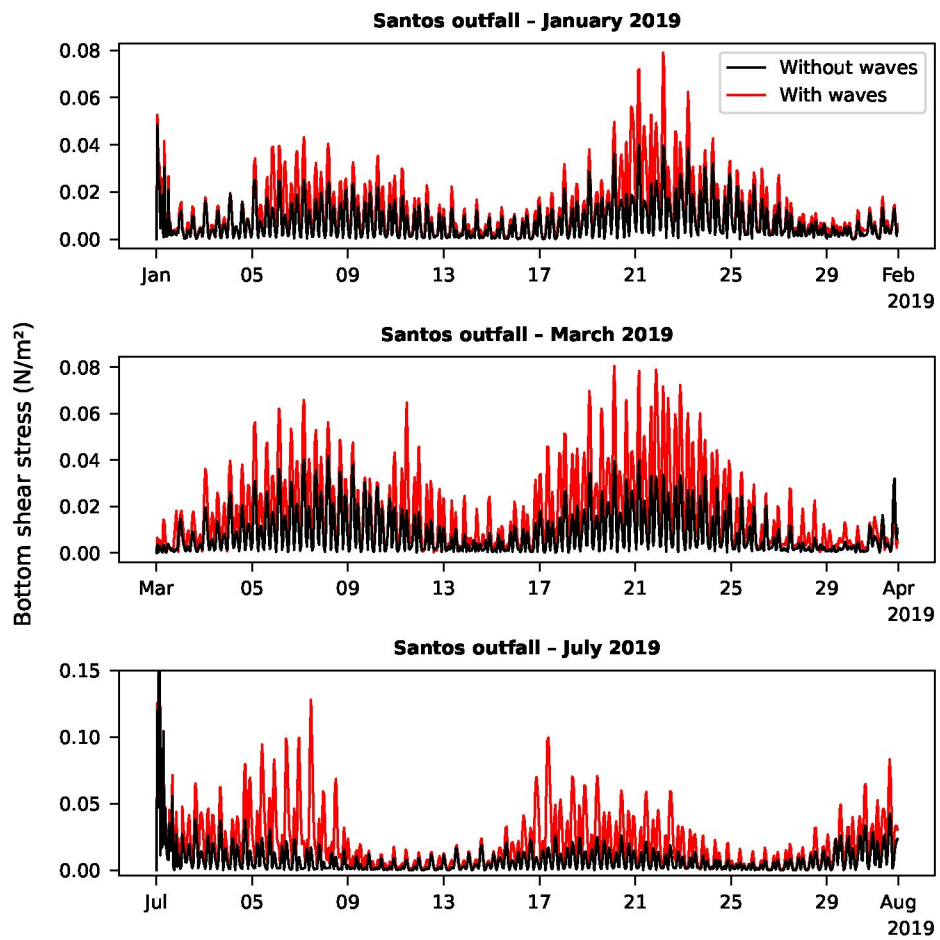 Santos outfall – January 2019
0.08
0.06
0.04
0.02
0.00
Without waves
With waves
Jan 05 09 13 17 21 25 29 Feb
2019
Bottom shear stress (N/m²)
Santos outfall – March 2019
0.08
0.06
0.04
0.02
0.00
Mar 05 09 13 17 21 25 29 Apr
2019
Santos outfall – July 2019
0.15
0.10
0.05
0.00
Jul 05 09 13 17 21 25 29 Aug
2019